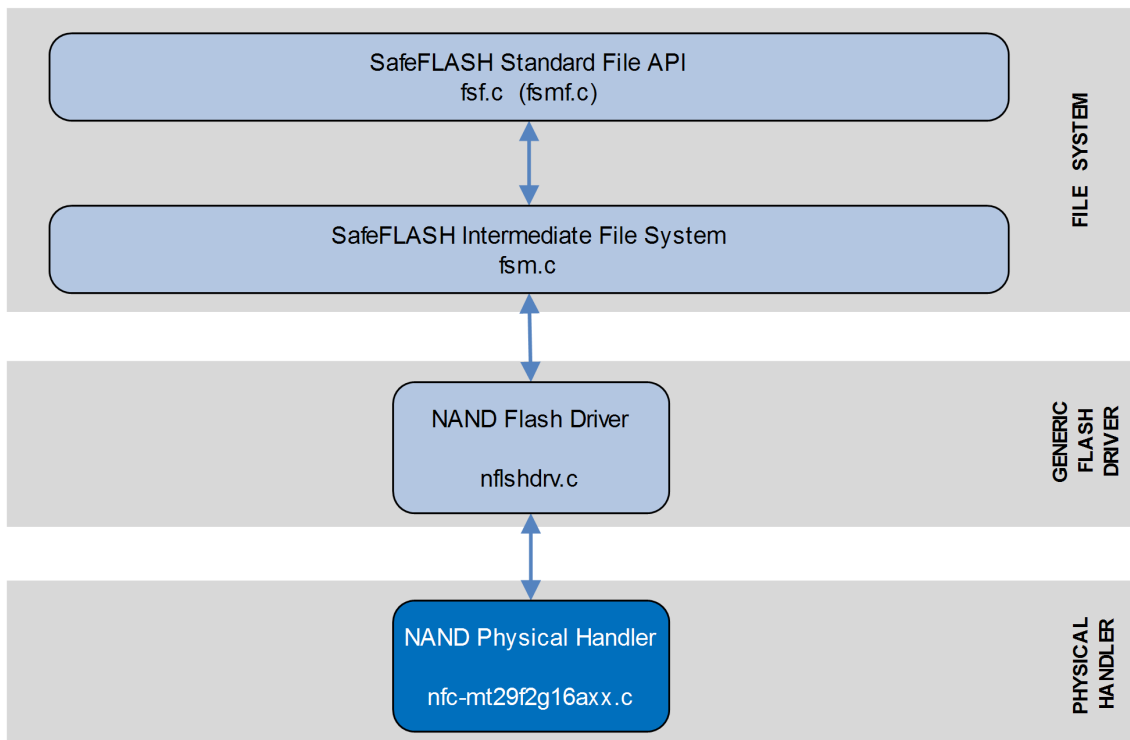 SafeFLASH Standard File API
fsf.c (fsmf.c)
FILE SYSTEM
SafeFLASH Intermediate File System
fsm.c
NAND Flash Driver
nflshdrv.c
GENERIC
FLASH
DRIVER
NAND Physical Handler
nfc-mt29f2g16axx.c
PHYSICAL
HANDLER